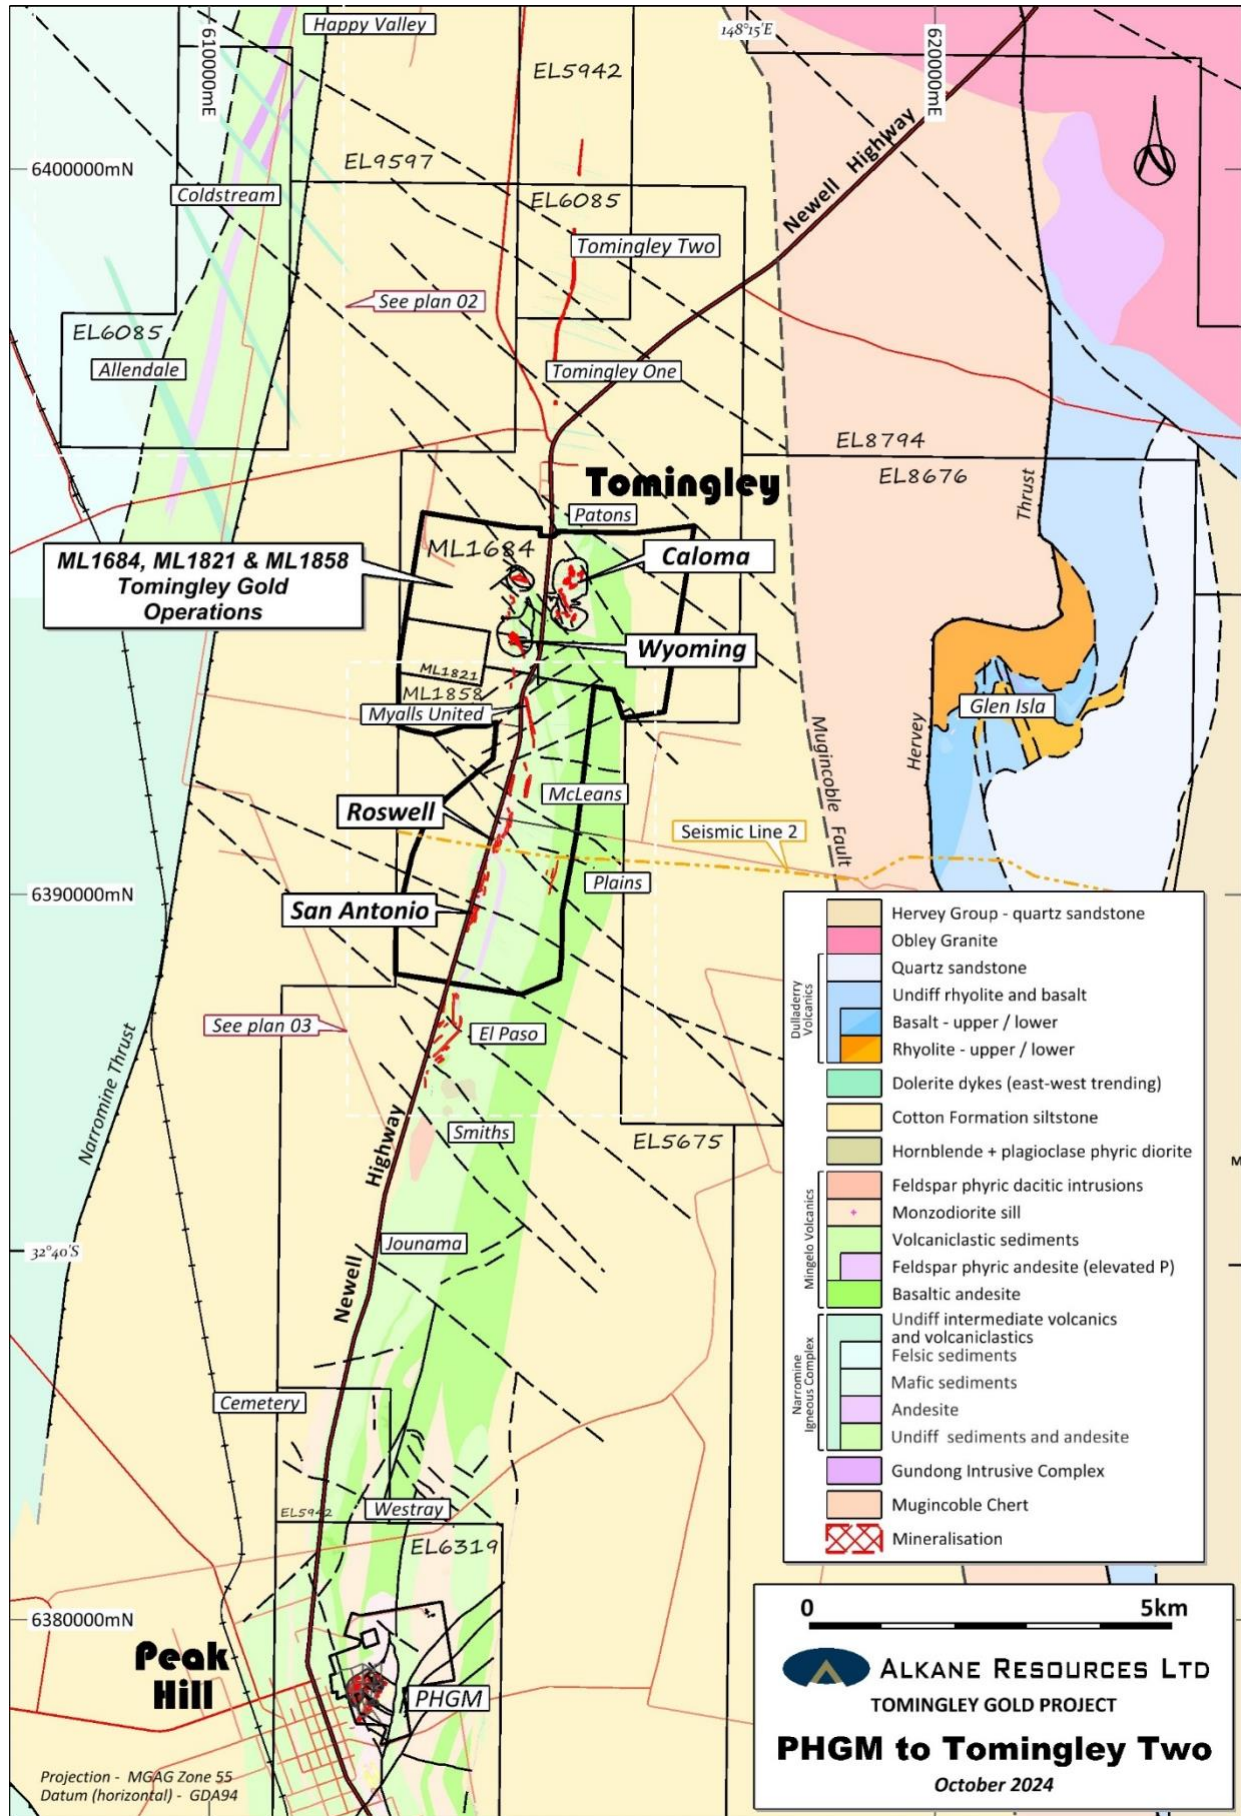 Happy Valley
610000mE
148°15'E
620000mE
EL5942
Newell Highway
EL9597
6400000mN
EL6085
Coldstream
Tomingley Two
See plan 02
EL6085
Allendale
Tomingley One
EL8794
EL8676
Tomingley
Patons
Thrust
ML1684
Caloma
ML1684, ML1821 & ML1858
Tomingley Gold
Operations
Wyoming
ML1821
ML1858
Myalls United
Glen Isla
Hervey
Mugincoble Fault
McLeans
Roswell
Seismic Line 2
Plains
6390000mN
San Antonio
See plan 03
El Paso
Narromine Thrust
Smiths
EL5675
Highway
Jounama
32°40'S
Newell
Cemetery
Westray
EL5942
EL6319
6380000mN
Peak
Hill
PHGM
Projection - MGAG Zone 55
Datum (horizontal) - GDA94
Hervey Group - quartz sandstone
Obley Granite
Dulladerry
Volcanics
Quartz sandstone
Undiff rhyolite and basalt
Basalt - upper / lower
Rhyolite - upper / lower
Dolerite dykes (east-west trending)
Cotton Formation siltstone
Hornblende + plagioclase phyric diorite
Mingelo Volcanics
Feldspar phyric dacitic intrusions
Monzodiorite sill
Volcaniclastic sediments
Feldspar phyric andesite (elevated P)
Basaltic andesite
Narromine
Igneous Complex
Undiff intermediate volcanics
and volcaniclastics
Felsic sediments
Mafic sediments
Andesite
Undiff sediments and andesite
Gundong Intrusive Complex
Mugincoble Chert
Mineralisation
M
0 5km
ALKANE RESOURCES LTD
TOMINGLEY GOLD PROJECT
PHGM to Tomingley Two
October 2024